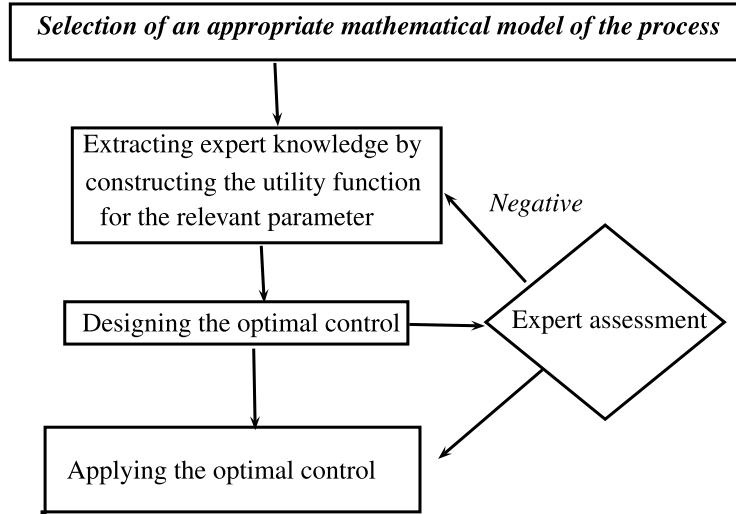 Selection of an appropriate mathematical model of the process
Extracting expert knowledge by
constructing the utility function
for the relevant parameter
Negative
Designing the optimal control
Expert assessment
Applying the optimal control